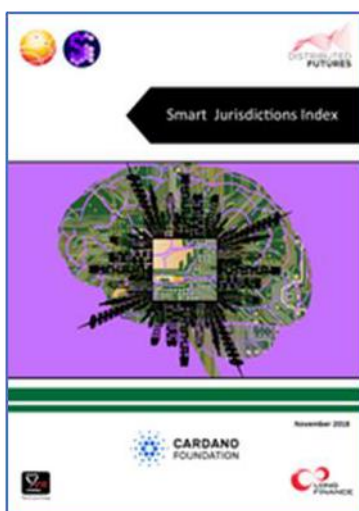 DISTRIBUTED
FUTURES
Smart Jurisdictions Index
November 2018
CARDANO
FOUNDATION
LONG
FINANCE